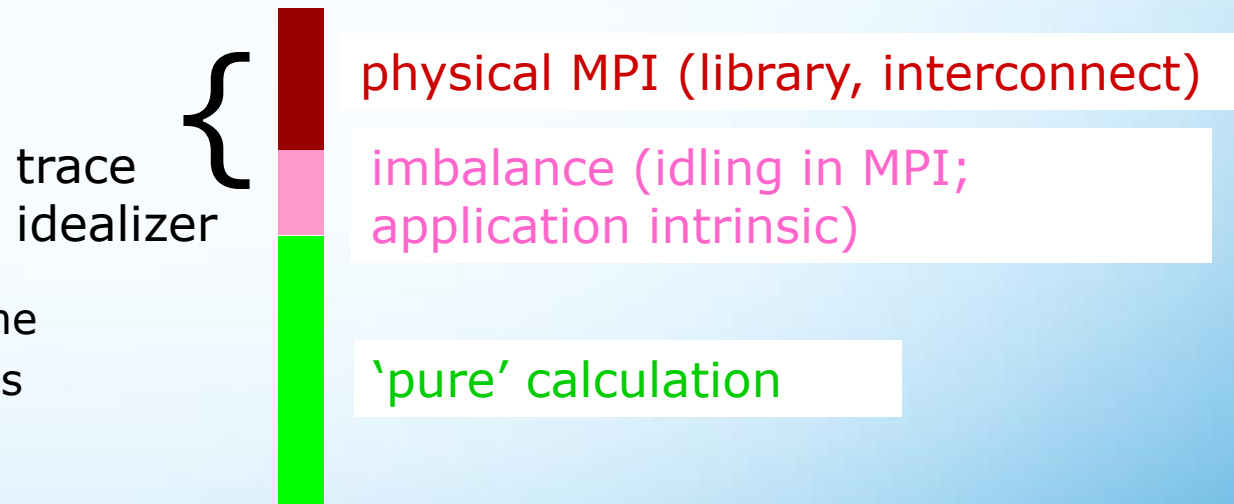 physical MPI (library, interconnect)
trace
idealizer
imbalance (idling in MPI;
application intrinsic)
‘pure’ calculation